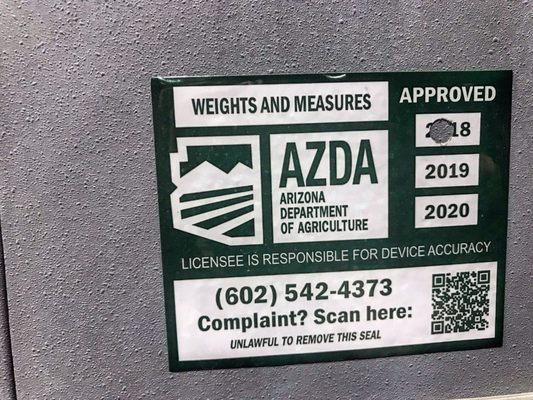 WEIGHTS AND MEASURES
APPROVED
18
2019
2020
AZDA
ARIZONA
DEPARTMENT
OF AGRICULTURE
LICENSEE IS RESPONSIBLE FOR DEVICE ACCURACY
(602) 542-4373
Complaint? Scan here:
UNLAWFUL TO REMOVE THIS SEAL